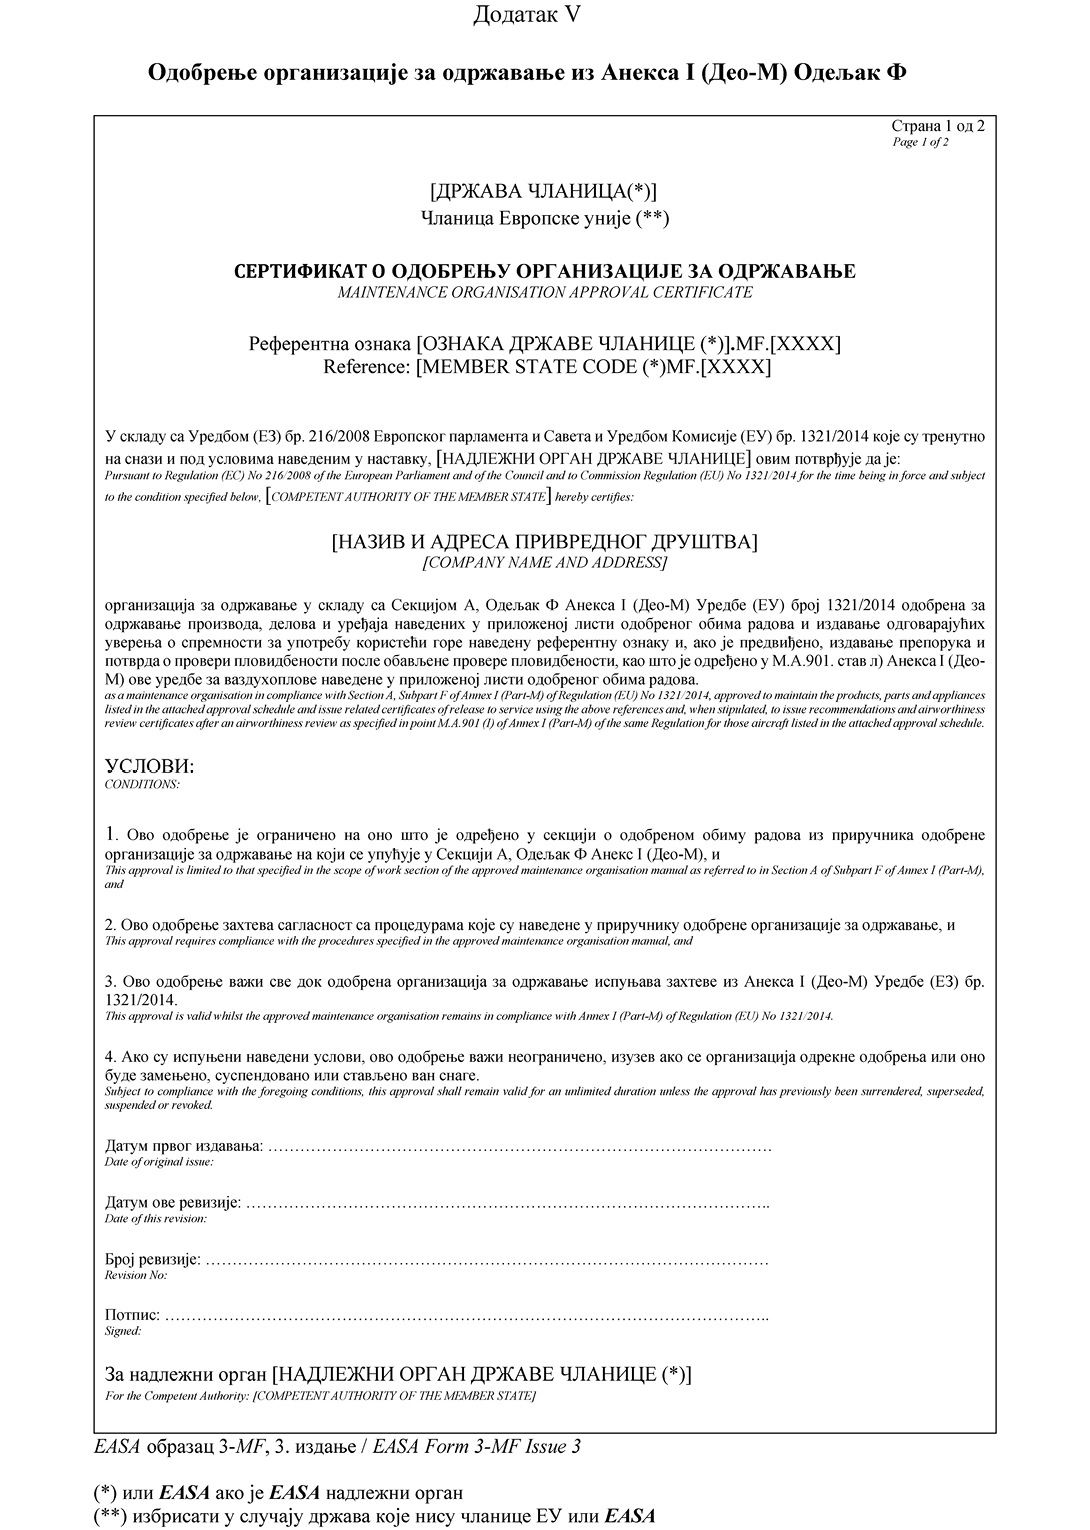 Додатак V
Одобрење организације за одржавање из Анекса I (Део-М) Одељак Ф
Страна 1 од 2
Page 1 of 2
[ДРЖАВА ЧЛАНИЦА(*)]
Чланица Европске уније (**)
СЕРТИФИКАТ О ОДОБРЕЊУ ОРГАНИЗАЦИЈЕ ЗА ОДРЖАВАЊЕ
MAINTENANCE ORGANISATION APPROVAL CERTIFICATE
Референтна ознака [ОЗНАКА ДРЖАВЕ ЧЛАНИЦЕ (*)].MF.[XXXX]
Reference: [MEMBER STATE CODE (*)MF.[XXXX]
У складу са Уредбом (ЕЗ) бр. 216/2008 Европског парламента и Савета и Уредбом Комисије (ЕУ) бр. 1321/2014 које су тренутно
на снази и под условима наведеним у наставку, [НАДЛЕЖНИ ОРГАН ДРЖАВЕ ЧЛАНИЦЕ] овим потврђује да је:
Pursuant to Regulation (EC) No 216/2008 of the European Parliament and of the Council and to Commission Regulation (EU) No 1321/2014 for the time being in force and subject
to the condition specified below, [COMPETENT AUTHORITY OF THE MEMBER STATE] hereby certifies:
[НАЗИВ И АДРЕСА ПРИВРЕДНОГ ДРУШТВА]
[COMPANY NAME AND ADDRESS]
организација за одржавање у складу са Секцијом А, Одељак Ф Анекса I (Део-М) Уредбе (ЕУ) број 1321/2014 одобрена за
одржавање производа, делова и уређаја наведених у приложеној листи одобреног обима радова и издавање одговарајућих
уверења о спремности за употребу користећи горе наведену референтну ознаку и, ако је предвиђено, издавање препорука и
потврда о провери пловидбености после обављене провере пловидбености, као што је одређено у М.А.901. став л) Анекса I (Део-
М) ове уредбе за ваздухоплове наведене у приложеној листи одобреног обима радова.
as a maintenance organisation in compliance with Section A, Subpart F of Annex I (Part-M) of Regulation (EU) No 1321/2014, approved to maintain the products, parts and appliances
listed in the attached approval schedule and issue related certificates of release to service using the above references and, when stipulated, to issue recommendations and airworthiness
review certificates after an airworthiness review as specified in point M.A.901 (I) of Annex I (Part-M) of the same Regulation for those aircraft listed in the attached approval schedule.
УСЛОВИ:
CONDITIONS:
1. Ово одобрење је ограничено на оно што је одређено у секцији о одобреном обиму радова из приручника одобрене
организације за одржавање на који се упућује у Секцији А, Одељак Ф Анекс I (Део-М), и
This approval is limited to that specified in the scope of work section of the approved maintenance organisation manual as referred to in Section A of Subpart F of Annex I (Part-M),
and
2. Ово одобрење захтева сагласност са процедурама које су наведене у приручнику одобрене организације за одржавање, и
This approval requires compliance with the procedures specified in the approved maintenance organisation manual, and
3. Ово одобрење важи све док одобрена организација за одржавање испуњава захтеве из Анекса I (Део-М) Уредбе (ЕЗ) бр.
1321/2014.
This approval is valid whilst the approved maintenance organisation remains in compliance with Annex I (Part-M) of Regulation (EU) No 1321/2014.
4. Ако су испуњени наведени услови, ово одобрење важи неограничено, изузев ако се организација одрекне одобрења или оно
буде замењено, суспендовано или стављено ван снаге.
Subject to compliance with the foregoing conditions, this approval shall remain valid for an unlimited duration unless the approval has previously been surrendered, superseded,
suspended or revoked.
Датум првог издавања: ……………………………………………………………………………………
Date of original issue:
Датум ове ревизије: ………………………………………………………………………………………..
Date of this revision:
Број ревизије: ………………………………………………………………………………………………
Revision No:
Потпис: ……………………………………………………………………………………………………..
Signed:
За надлежни орган [НАДЛЕЖНИ ОРГАН ДРЖАВЕ ЧЛАНИЦЕ (*)]
For the Competent Authority: [COMPETENT AUTHORITY OF THE MEMBER STATE]
EASA образац 3-MF, 3. издање / EASA Form 3-MF Issue 3
(*) или EASA ако је EASA надлежни орган
(**) избрисати у случају држава које нису чланице ЕУ или EASA